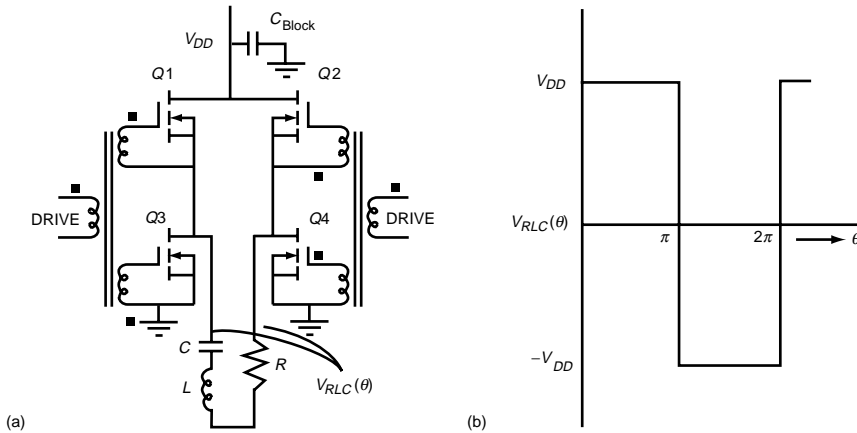 C_Block
V_DD
Q1
Q2
DRIVE
Q3
Q4
DRIVE
C
L
R
V_RLC(θ)
(a)
V_DD
V_RLC(θ)
π
2π
θ
−V_DD
(b)